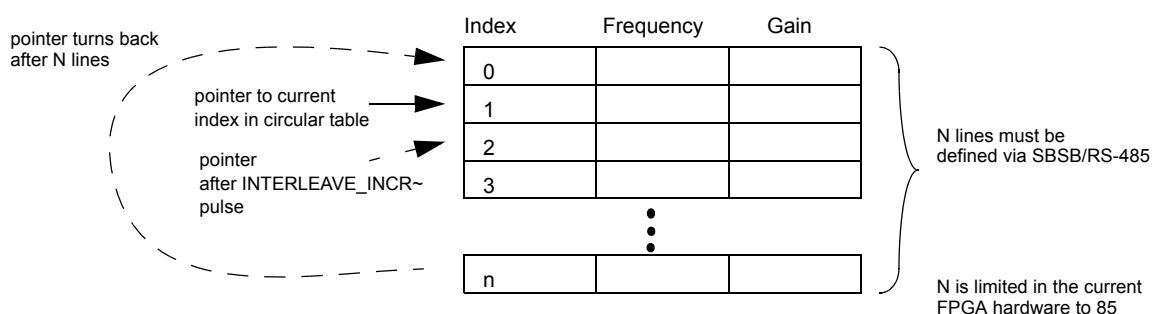 Index Frequency Gain
pointer turns back
after N lines
0
pointer to current
index in circular table
1
2
pointer
after INTERLEAVE_INCR~
pulse
3
n
N lines must be
defined via SBSB/RS-485
N is limited in the current
FPGA hardware to 85